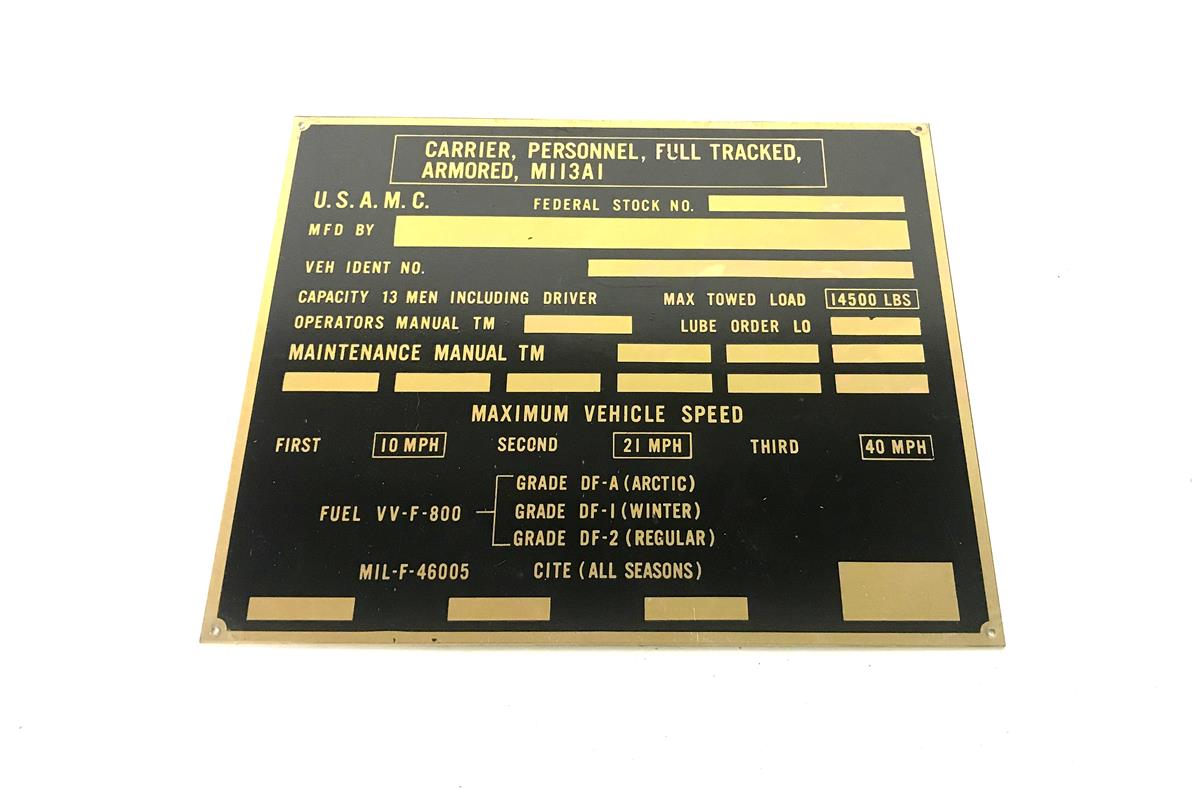 CARRIER, PERSONNEL, FULL TRACKED,
ARMORED, M113A1
U.S.A.M.C. FEDERAL STOCK NO.
MFD BY
VEH IDENT NO.
CAPACITY 13 MEN INCLUDING DRIVER MAX TOWED LOAD 14500 LBS
OPERATORS MANUAL TM LUBE ORDER LO
MAINTENANCE MANUAL TM
MAXIMUM VEHICLE SPEED
FIRST 10 MPH SECOND 21 MPH THIRD 40 MPH
GRADE DF-A (ARCTIC)
FUEL VV-F-800 GRADE DF-1 (WINTER)
GRADE DF-2 (REGULAR)
MIL-F-46005 CITE (ALL SEASONS)